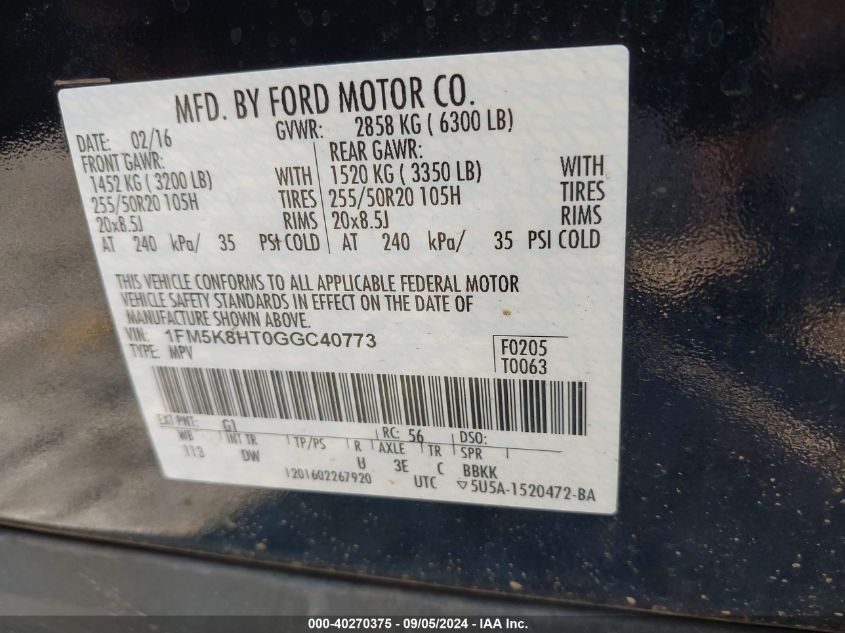 MFD. BY FORD MOTOR CO.
DATE: 02/16 GVWR: 2858 KG ( 6300 LB)
FRONT GAWR: REAR GAWR:
1452 KG ( 3200 LB) WITH 1520 KG ( 3350 LB) WITH
255/50R20 105H TIRES 255/50R20 105H TIRES
20x8.5J RIMS 20x8.5J RIMS
AT 240 kPa/ 35 PSI COLD AT 240 kPa/ 35 PSI COLD
THIS VEHICLE CONFORMS TO ALL APPLICABLE FEDERAL MOTOR
VEHICLE SAFETY STANDARDS IN EFFECT ON THE DATE OF
MANUFACTURE SHOWN ABOVE.
VIN: 1FM5K8HT0GGC40773
TYPE: MPV
F0205
T0063
EXT PNT: G1 RC: 56 DSO:
WB INT TR TP/PS R AXLE TR SPR
113 DW U 3E C BBKK
1201602267920 UTC ▽5U5A-1520472-BA
000-40270375 - 09/05/2024 - U.S. - IAAI - Copyright (c) 2024 IAA, Inc.